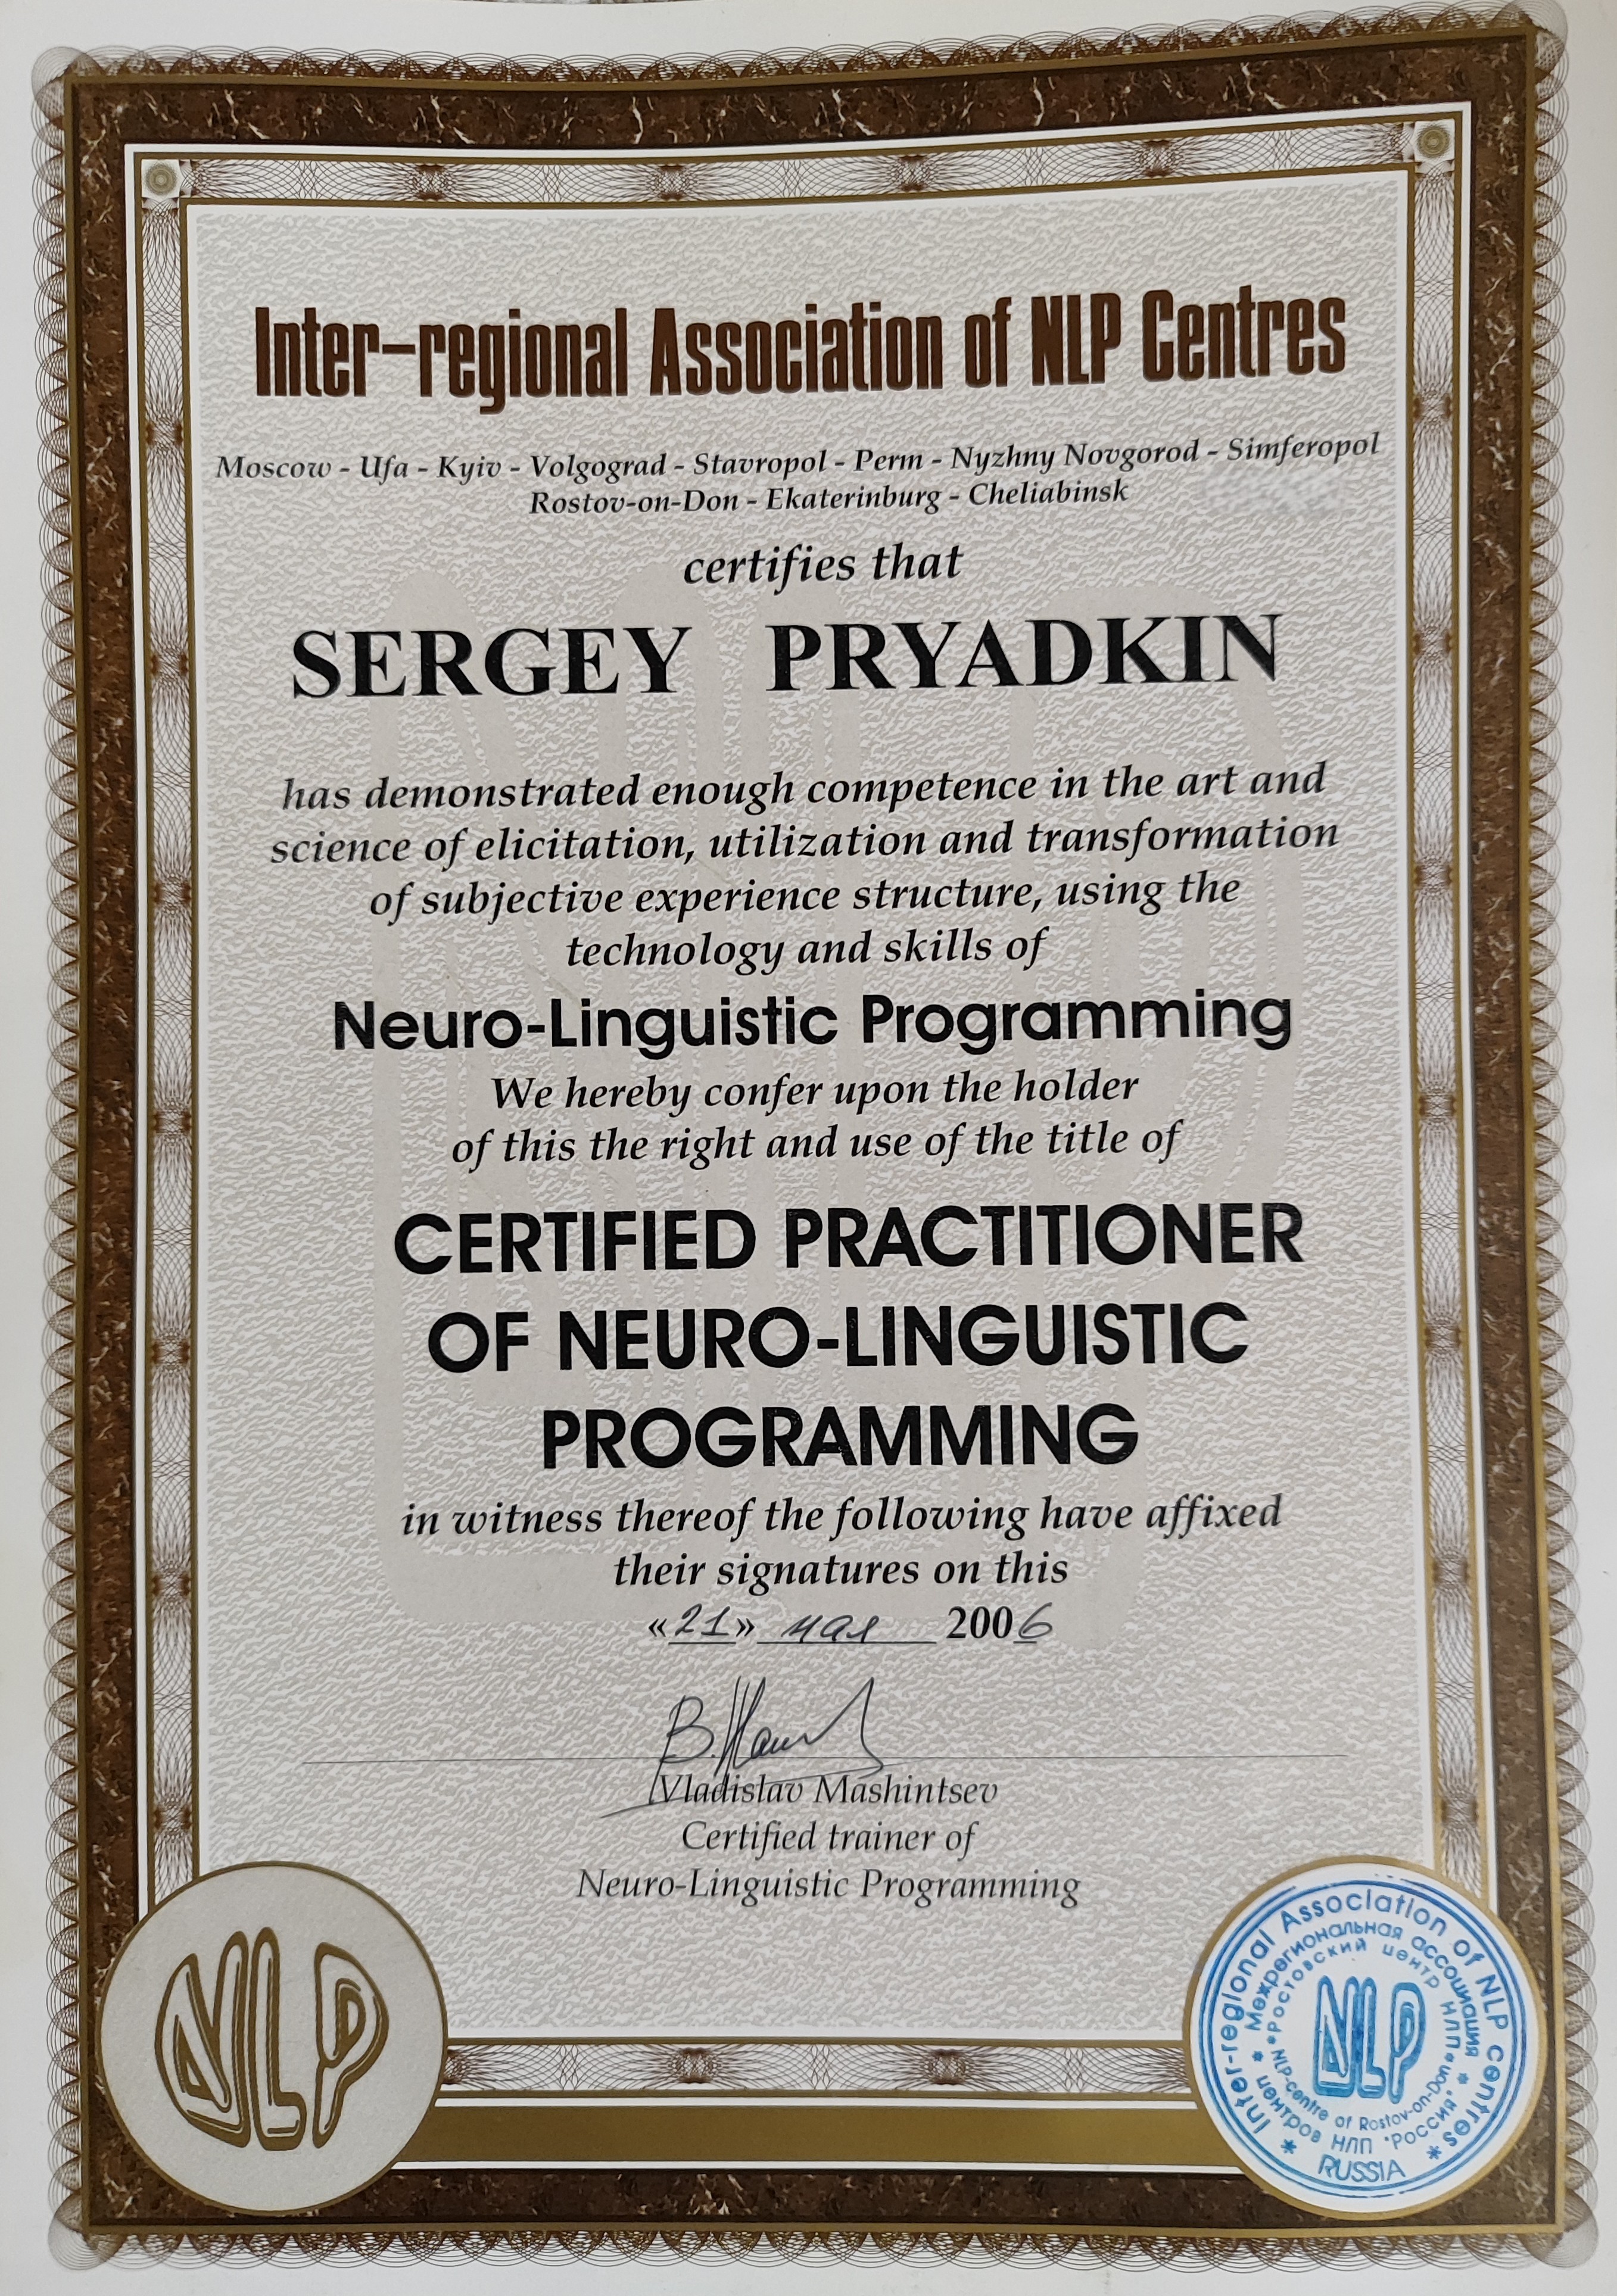 Inter-regional Association of NLP Centres
Moscow - Ufa - Kyiv - Volgograd - Stavropol - Perm - Nyzhny Novgorod - Simferopol
Rostov-on-Don - Ekaterinburg - Cheliabinsk
certifies that
SERGEY PRYADKIN
has demonstrated enough competence in the art and
science of elicitation, utilization and transformation
of subjective experience structure, using the
technology and skills of
Neuro-Linguistic Programming
We hereby confer upon the holder
of this the right and use of the title of
CERTIFIED PRACTITIONER
OF NEURO-LINGUISTIC
PROGRAMMING
in witness thereof the following have affixed
their signatures on this
«21» мая 2006
Vladislav Mashintsev
Certified trainer of
Neuro-Linguistic Programming
NLP
Inter-regional Association of NLP centres
* RUSSIA *
Межрегиональная ассоциация
* центров НЛП "Россия" *
*Ростовский центр НЛП*
NLP-centre of Rostov-on-Don
NLP